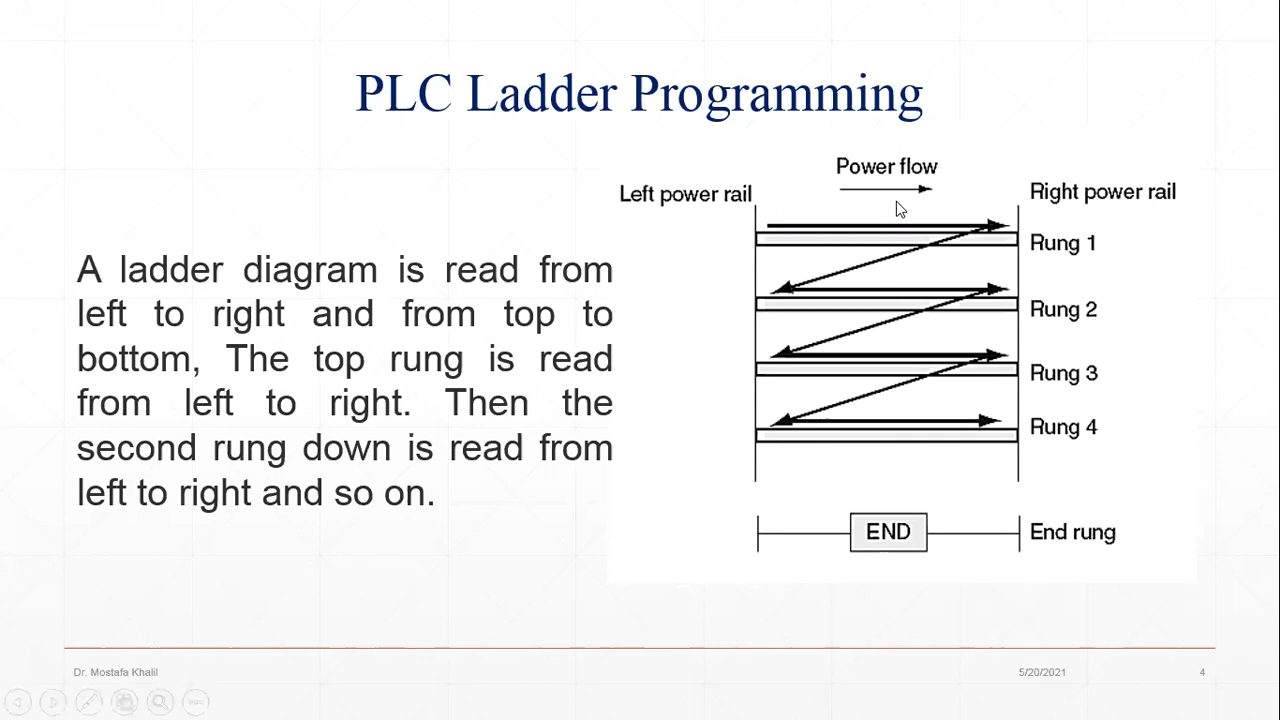 PLC Ladder Programming
A ladder diagram is read from
left to right and from top to
bottom, The top rung is read
from left to right. Then the
second rung down is read from
left to right and so on.
Power flow
Left power rail
Right power rail
Rung 1
Rung 2
Rung 3
Rung 4
END
End rung
Dr. Mostafa Khalil
5/20/2021
4